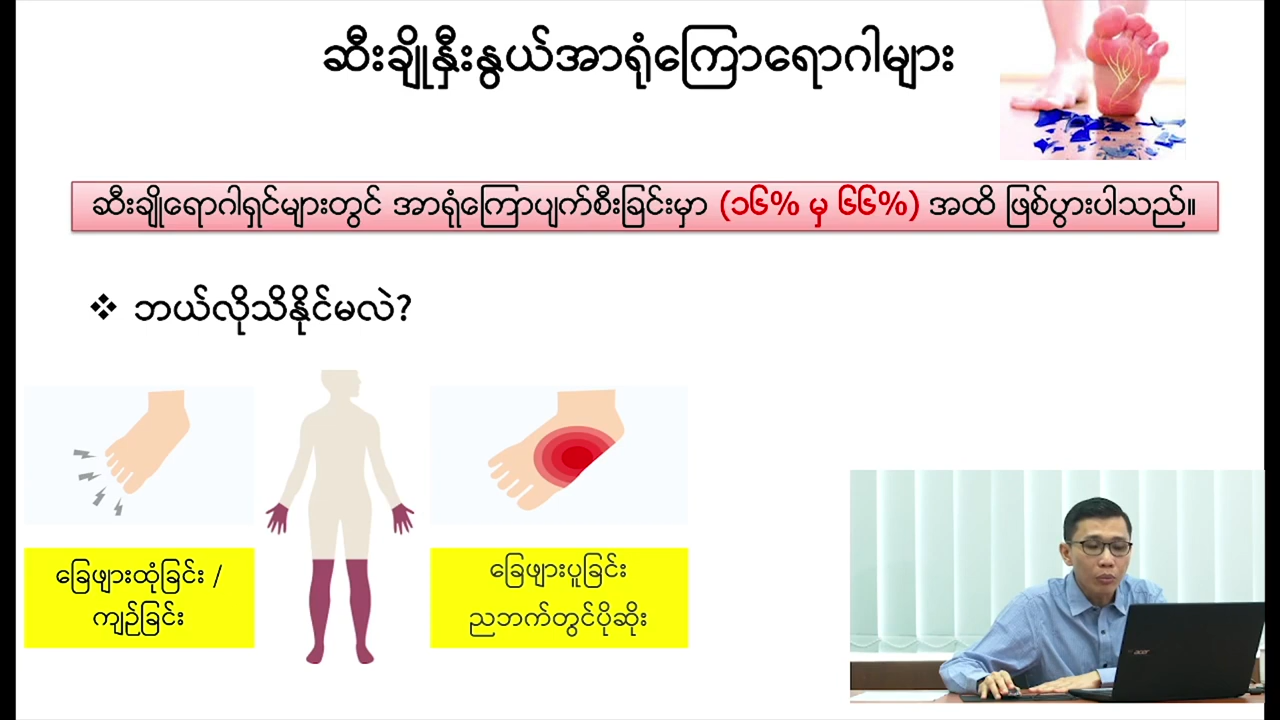 ဆီးချိုနှီးနွယ်အာရုံကြောရောဂါများ
ဆီးချိုရောဂါရှင်များတွင် အာရုံကြောပျက်စီးခြင်းမှာ (၁၆% မှ ၆၆%) အထိ ဖြစ်ပွားပါသည်။
❖ ဘယ်လိုသိနိုင်မလဲ?
ခြေဖျားထုံခြင်း /
ကျဉ်ခြင်း
ခြေဖျားပူခြင်း
ညဘက်တွင်ပိုဆိုး
acer